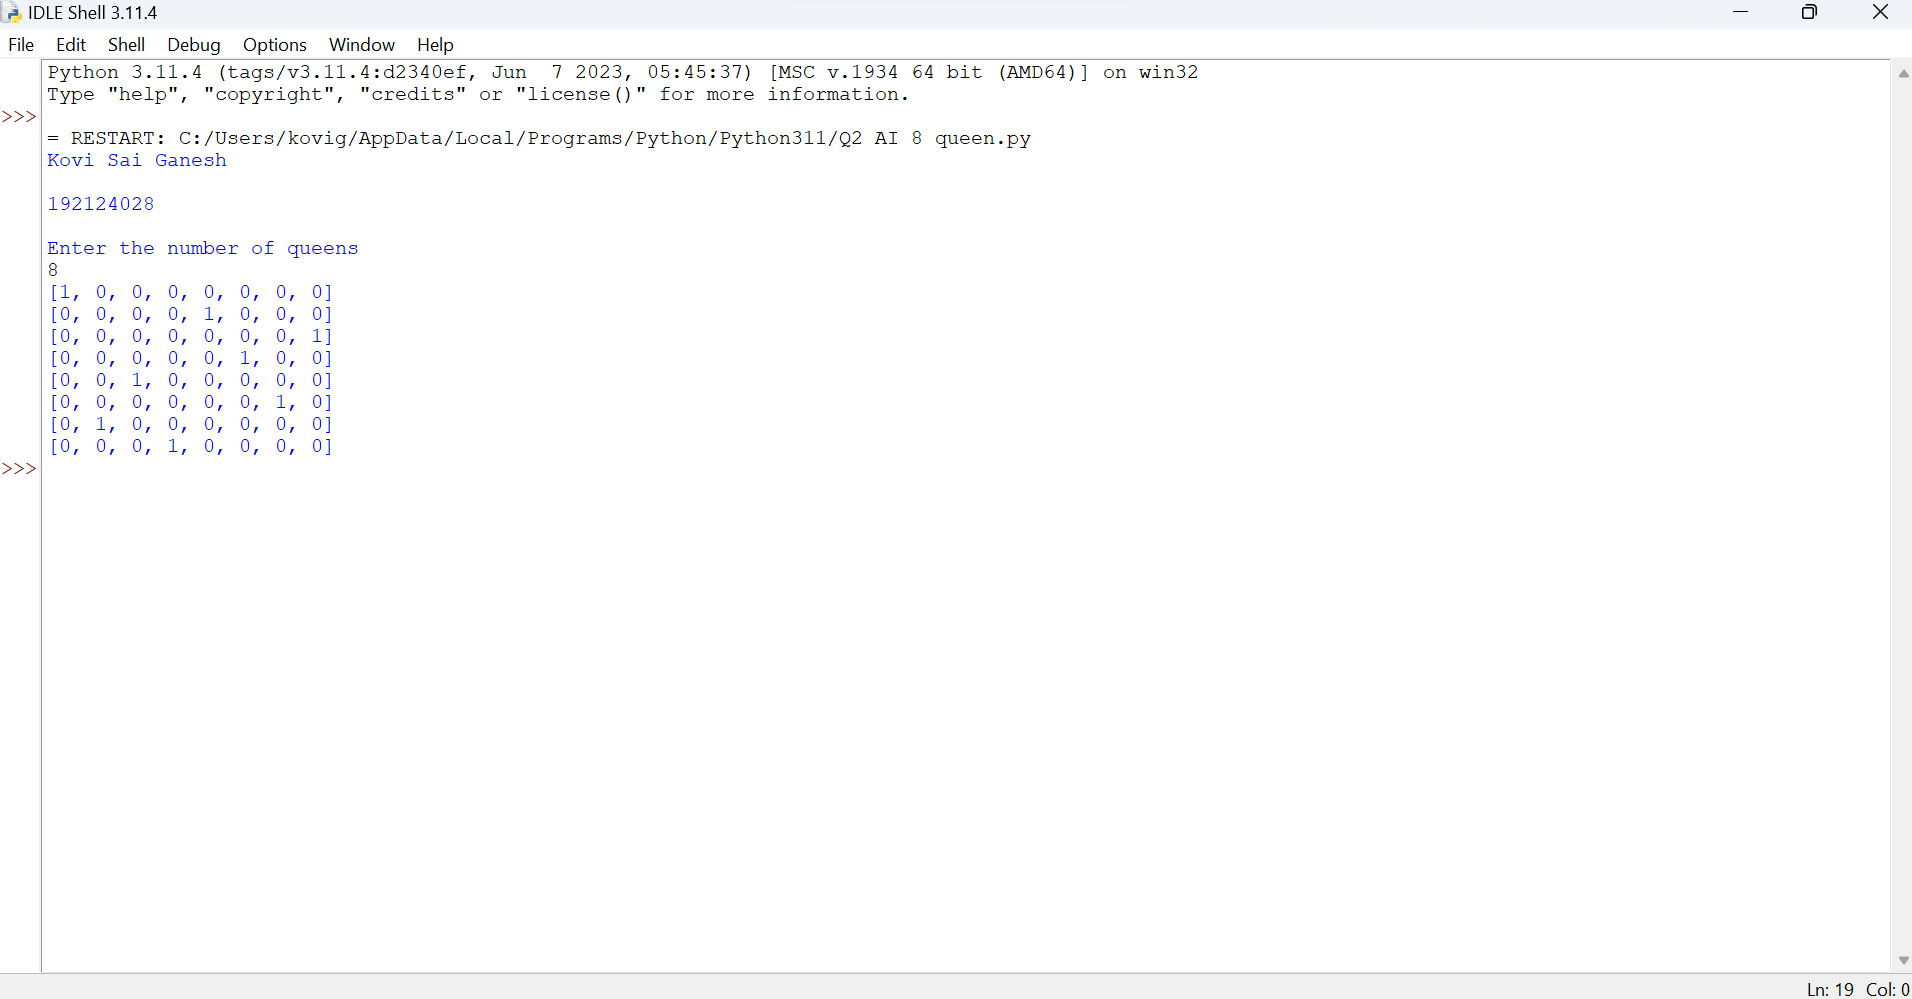 IDLE Shell 3.11.4
File Edit Shell Debug Options Window Help
Python 3.11.4 (tags/v3.11.4:d2340ef, Jun  7 2023, 05:45:37) [MSC v.1934 64 bit (AMD64)] on win32
Type "help", "copyright", "credits" or "license()" for more information.
>>>
= RESTART: C:/Users/kovig/AppData/Local/Programs/Python/Python311/Q2 AI 8 queen.py
Kovi Sai Ganesh
192124028
Enter the number of queens
8
[1, 0, 0, 0, 0, 0, 0, 0]
[0, 0, 0, 0, 1, 0, 0, 0]
[0, 0, 0, 0, 0, 0, 0, 1]
[0, 0, 0, 0, 0, 1, 0, 0]
[0, 0, 1, 0, 0, 0, 0, 0]
[0, 0, 0, 0, 0, 0, 1, 0]
[0, 1, 0, 0, 0, 0, 0, 0]
[0, 0, 0, 1, 0, 0, 0, 0]
>>>
Ln: 19 Col: 0